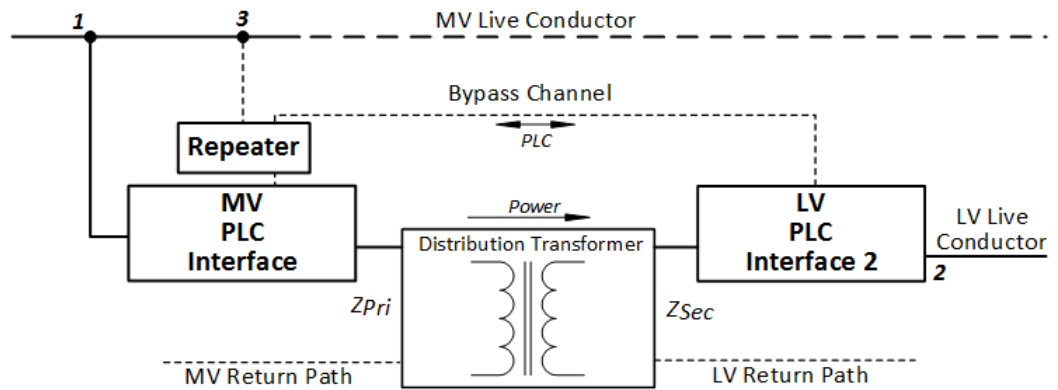 1
3
MV Live Conductor
Bypass Channel
PLC
Repeater
MV
PLC
Interface
Power
Distribution Transformer
LV
PLC
Interface 2
LV Live
Conductor
2
ZPri
ZSec
MV Return Path
LV Return Path